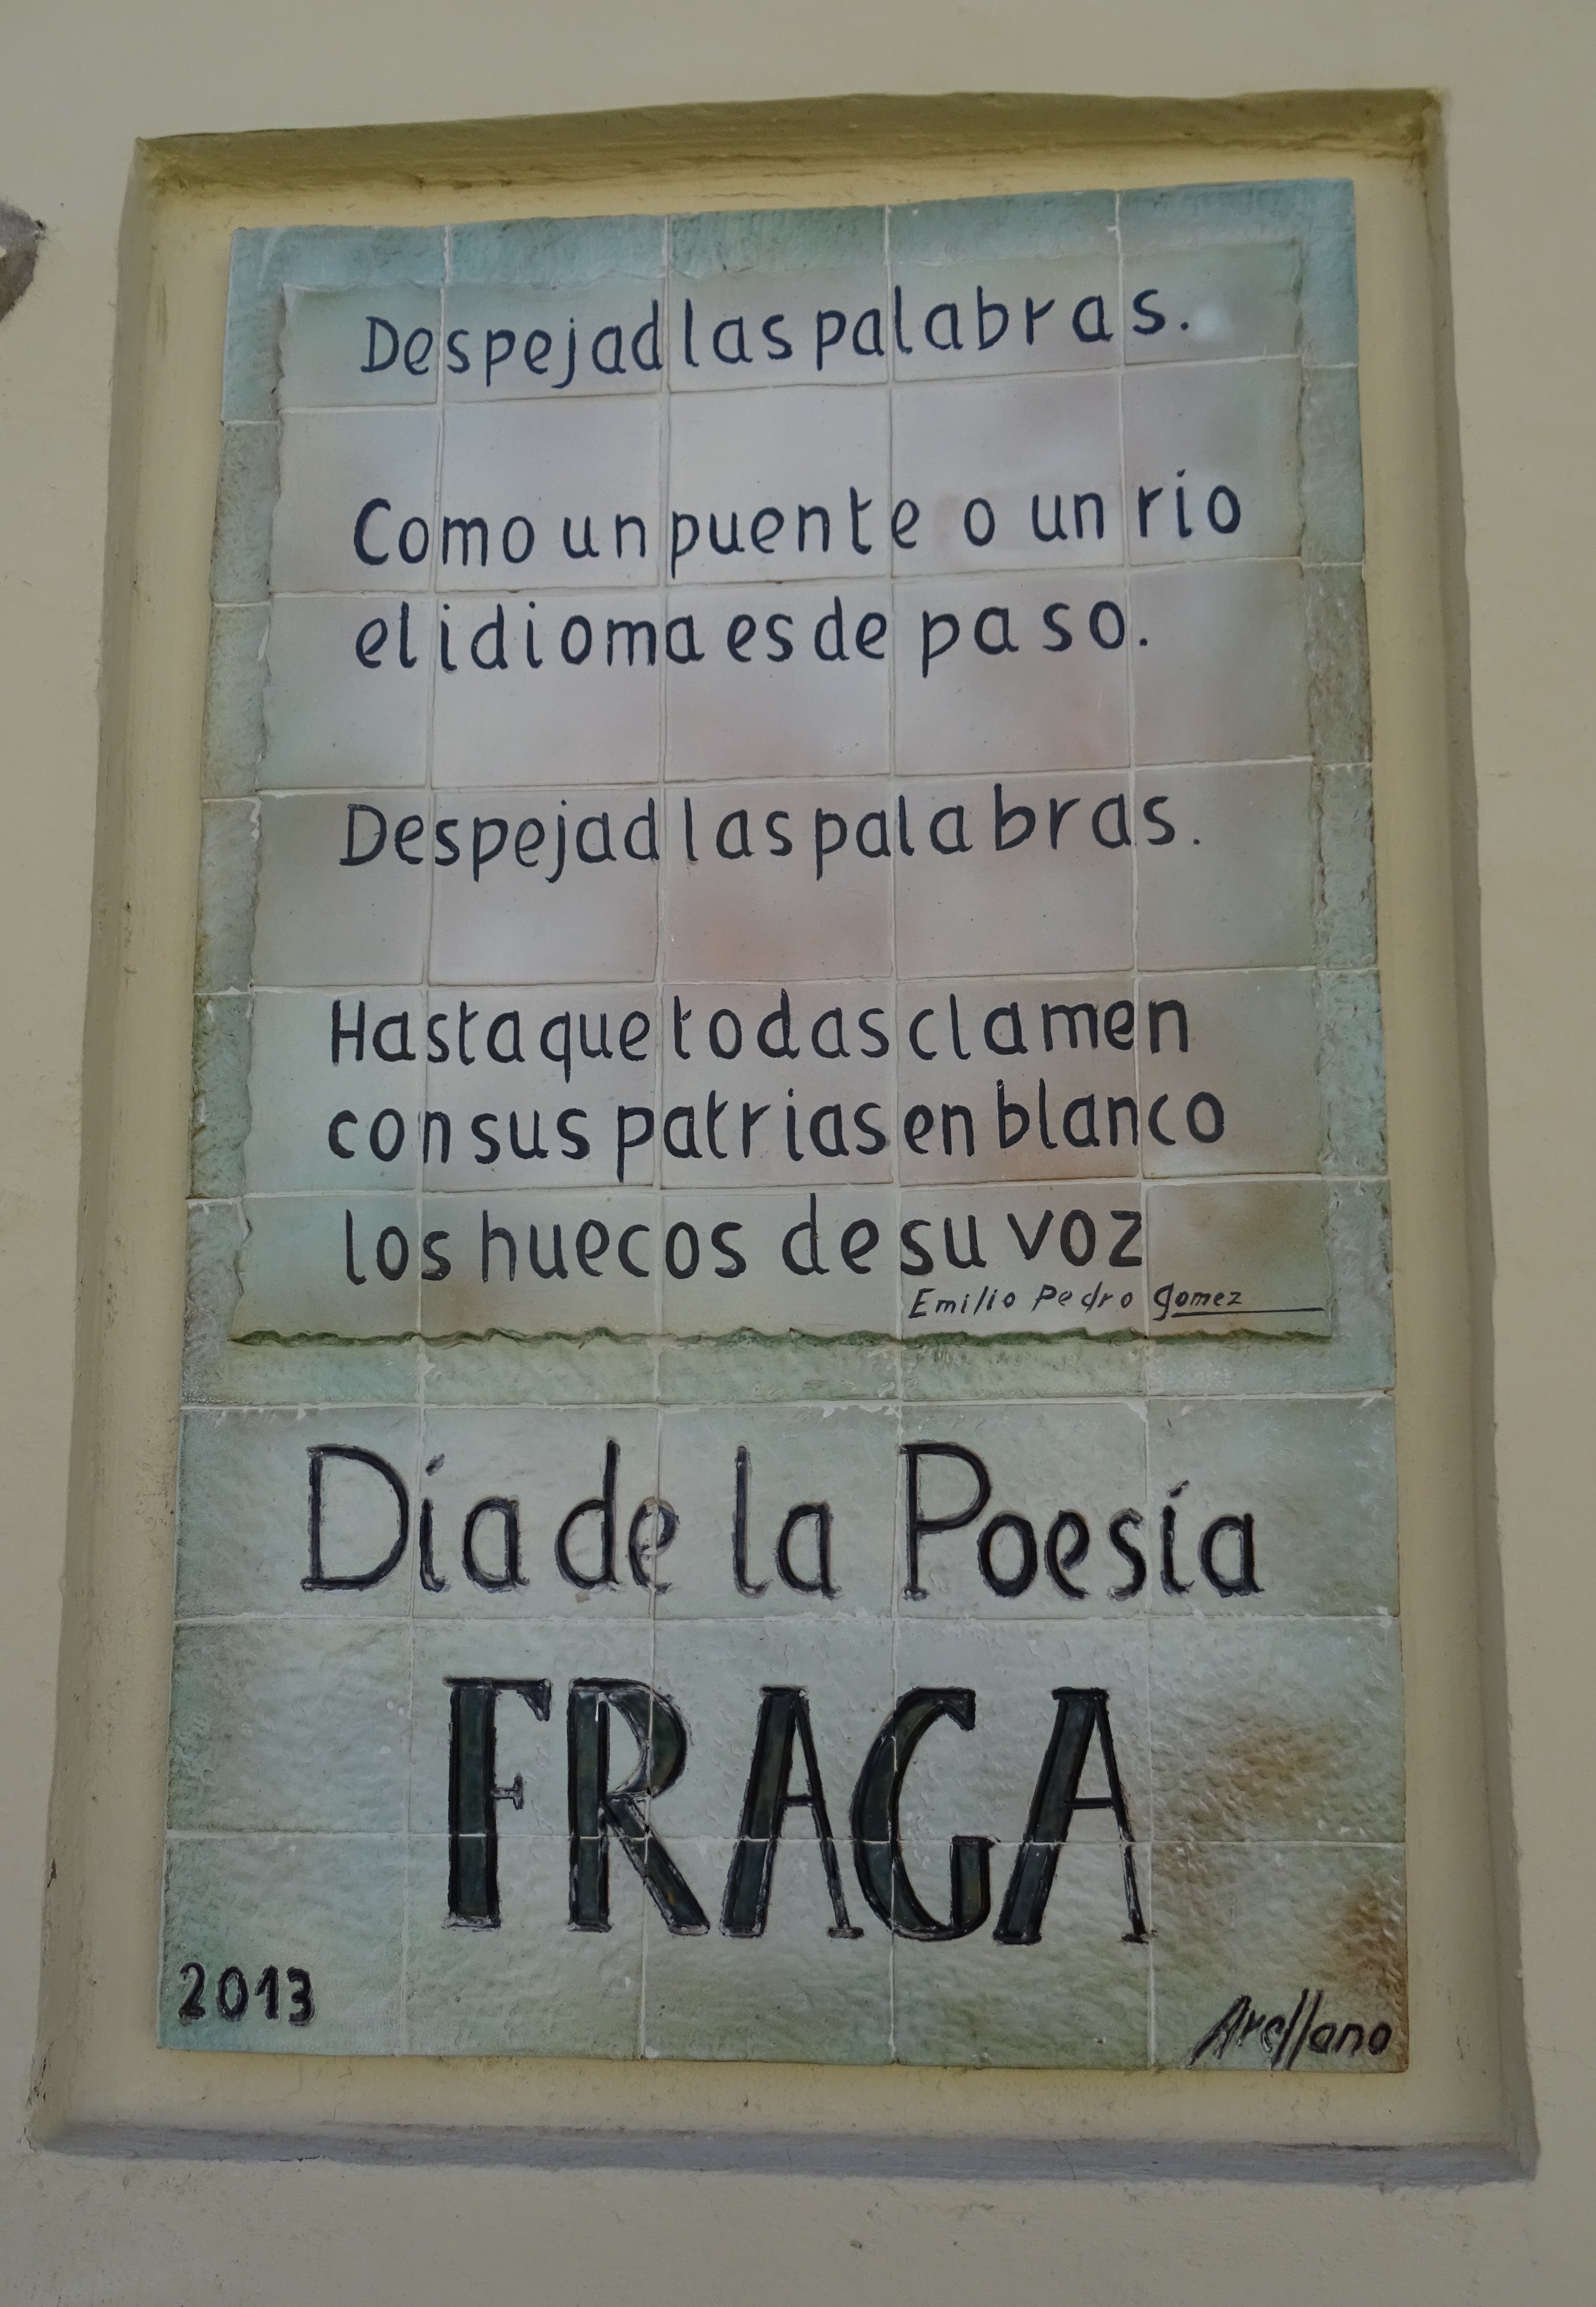 Despejad las palabras.
Como un puente o un rio
el idioma es de paso.
Despejad las palabras.
Hasta que todas clamen
con sus patrias en blanco
los huecos de su voz
Emilio Pedro Gomez
Día de la Poesía
FRAGA
2013
Arellano